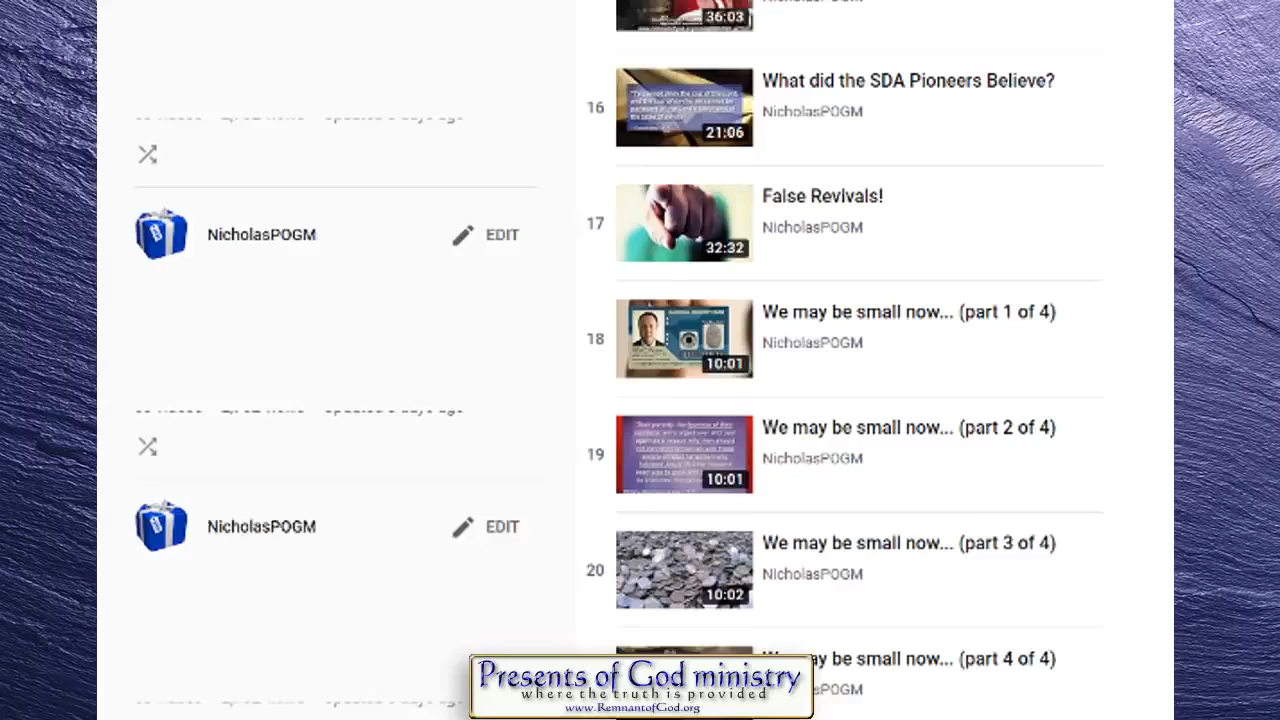 NicholasPOGM
EDIT
NicholasPOGM
EDIT
36:03
16
21:06
What did the SDA Pioneers Believe?
NicholasPOGM
17
32:32
False Revivals!
NicholasPOGM
18
10:01
We may be small now... (part 1 of 4)
NicholasPOGM
19
10:01
We may be small now... (part 2 of 4)
NicholasPOGM
20
10:02
We may be small now... (part 3 of 4)
NicholasPOGM
may be small now... (part 4 of 4)
Presents of God ministry
where the truth is provided
www.RemnantofGod.org